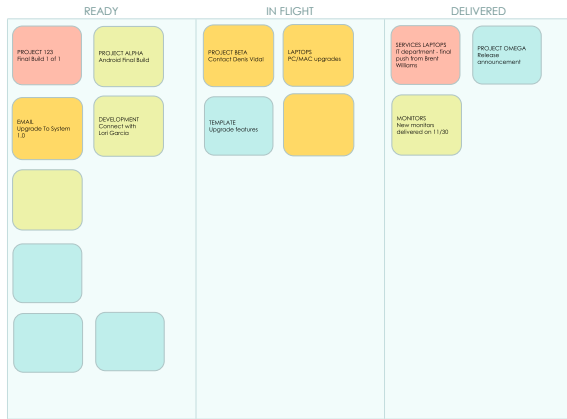 READY
IN FLIGHT
DELIVERED
PROJECT 123
Final Build 1 of 1
PROJECT ALPHA
Android Final Build
EMAIL
Upgrade To System
1.0
DEVELOPMENT
Connect with
Lori Garcia
PROJECT BETA
Contact Denis Vidal
LAPTOPS
PC/MAC upgrades
TEMPLATE
Upgrade features
SERVICES LAPTOPS
IT department - final
push from Brent
Williams
PROJECT OMEGA
Release
announcement
MONITORS
New monitors
delivered on 11/30